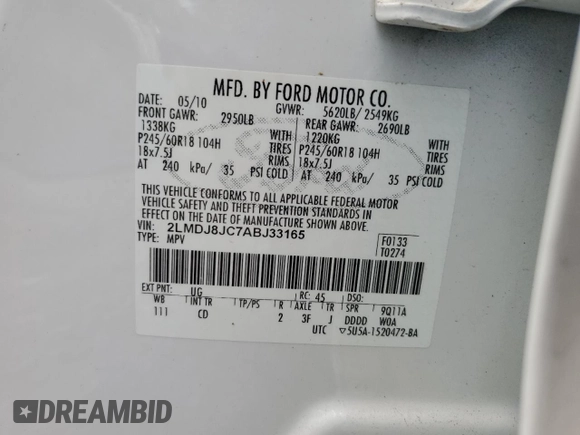 MFD. BY FORD MOTOR CO.
DATE: 05/10 GVWR: 5620LB/ 2549KG
FRONT GAWR: 2950LB REAR GAWR: 2690LB
1338KG WITH 1220KG WITH
P245/60R18 104H TIRES P245/60R18 104H TIRES
18x7.5J RIMS 18x7.5J RIMS
AT 240 kPa/ 35 PSI COLD AT 240 kPa/ 35 PSI COLD
THIS VEHICLE CONFORMS TO ALL APPLICABLE FEDERAL MOTOR
VEHICLE SAFETY AND THEFT PREVENTION STANDARDS IN
EFFECT ON THE DATE OF MANUFACTURE SHOWN ABOVE.
VIN: 2LMDJ8JC7ABJ33165
TYPE: MPV
F0133
T0274
EXT PNT: UG RC: 45 DSO:
WB INT TR TP/PS R AXLE TR SPR 9Q11A
111 CD 2 3F J DDDD W0A
UTC ▽5U5A-1520472-BA
DREAMBID